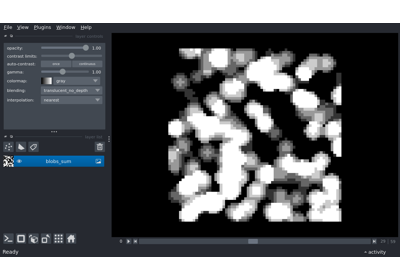 File View Plugins Window Help
opacity: 1.00
contrast limits:
auto-contrast: once continuous
gamma: 1.00
colormap: gray
blending: translucent_no_depth
interpolation: nearest
blobs_sum
Ready
activity